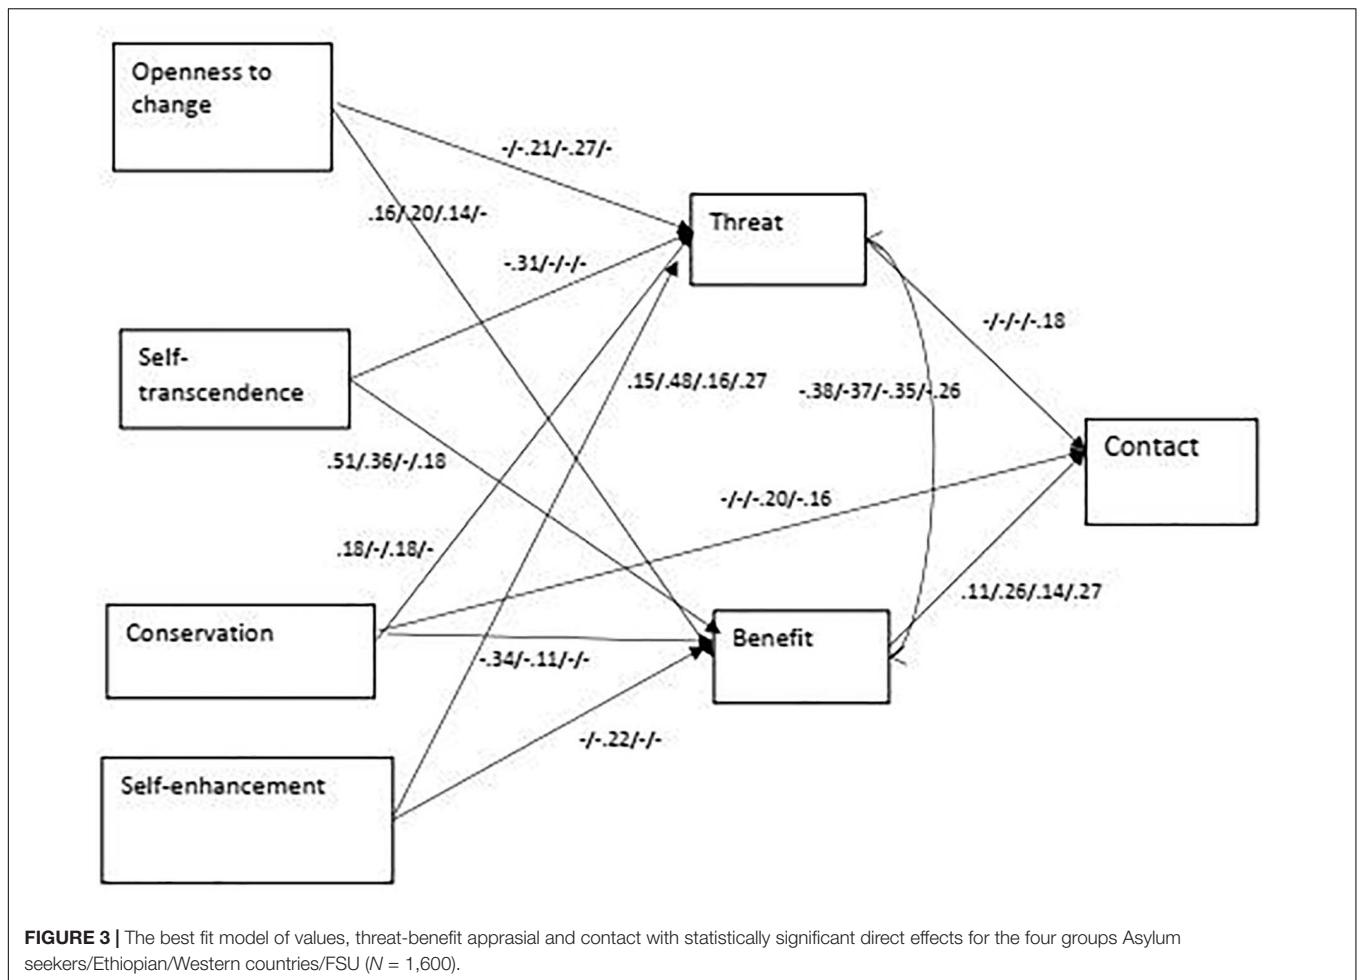 Openness to
change
-/-.21/-.27/-
.16/.20/.14/-
Threat
-.31/-/-/-
-/-/-/-.18
Self-
transcendence
.15/.48/.16/.27
-.38/-37/-.35/-.26
Contact
.51/.36/-/.18
-/-/-.20/-.16
.18/-/.18/-
.11/.26/.14/.27
Conservation
Benefit
-.34/-.11/-/-
-/-.22/-/-
Self-enhancement
FIGURE 3 | The best fit model of values, threat-benefit apprasial and contact with statistically significant direct effects for the four groups Asylum
seekers/Ethiopian/Western countries/FSU (N = 1,600).